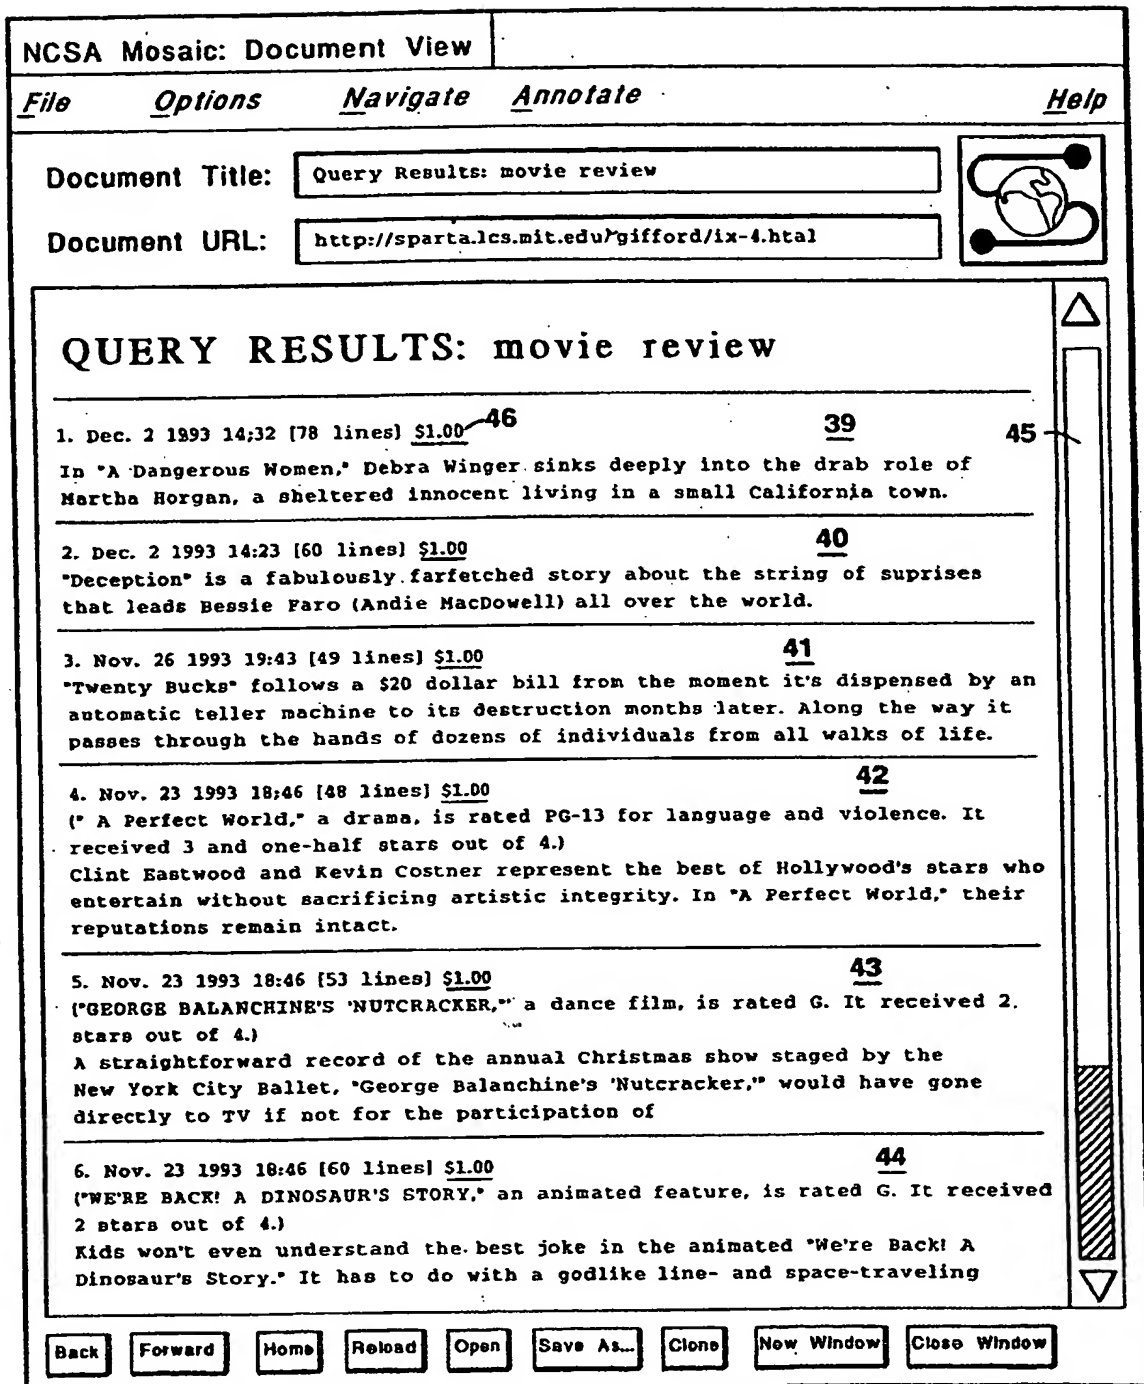 NCSA Mosaic: Document View
File Options Navigate Annotate Help
Document Title: Query Results: movie review
Document URL: http://sparta.lcs.mit.edu/~gifford/ix-4.htal
QUERY RESULTS: movie review
1. Dec. 2 1993 14;32 [78 lines] $1.00 46 39 45
In "A Dangerous Women," Debra Winger sinks deeply into the drab role of
Martha Horgan, a sheltered innocent living in a small California town.
2. Dec. 2 1993 14:23 [60 lines] $1.00 40
"Deception" is a fabulously farfetched story about the string of suprises
that leads Bessie Faro (Andie MacDowell) all over the world.
3. Nov. 26 1993 19:43 [49 lines] $1.00 41
"Twenty Bucks" follows a $20 dollar bill from the moment it's dispensed by an
automatic teller machine to its destruction months later. Along the way it
passes through the hands of dozens of individuals from all walks of life.
4. Nov. 23 1993 18;46 [48 lines] $1.00 42
(" A Perfect World," a drama, is rated PG-13 for language and violence. It
received 3 and one-half stars out of 4.)
Clint Eastwood and Kevin Costner represent the best of Hollywood's stars who
entertain without sacrificing artistic integrity. In "A Perfect World," their
reputations remain intact.
5. Nov. 23 1993 18:46 [53 lines] $1.00 43
("GEORGE BALANCHINE'S 'NUTCRACKER,'" a dance film, is rated G. It received 2.
stars out of 4.)
A straightforward record of the annual Christmas show staged by the
New York City Ballet, "George Balanchine's 'Nutcracker,'" would have gone
directly to TV if not for the participation of
6. Nov. 23 1993 18:46 [60 lines] $1.00 44
("WE'RE BACK! A DINOSAUR'S STORY," an animated feature, is rated G. It received
2 stars out of 4.)
Kids won't even understand the best joke in the animated "We're Back! A
Dinosaur's Story." It has to do with a godlike line- and space-traveling
Back Forward Home Reload Open Save As... Clone New Window Close Window